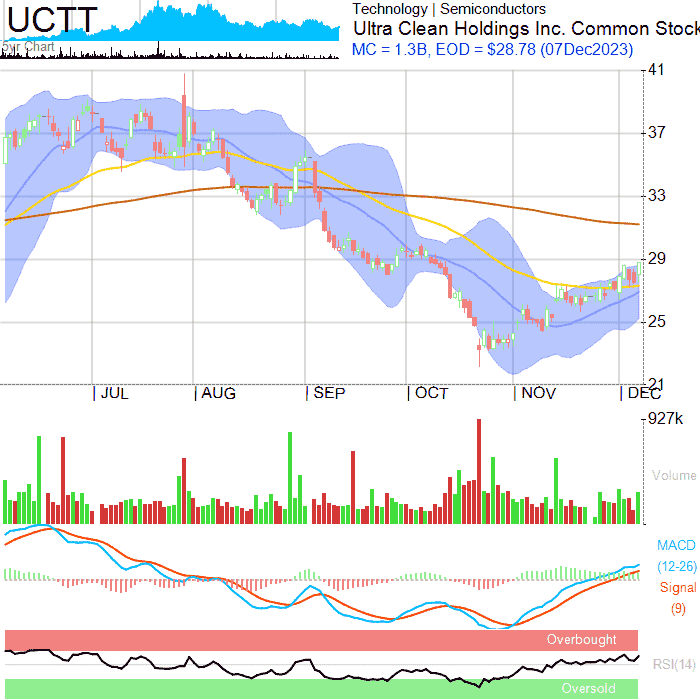 UCTT
5yr Chart
Technology | Semiconductors
Ultra Clean Holdings Inc. Common Stock
MC = 1.3B, EOD = $28.78 (07Dec2023)
41
37
33
29
25
21
JUL AUG SEP OCT NOV DEC
927k
Volume
MACD
(12-26)
Signal
(9)
Overbought
RSI(14)
Oversold